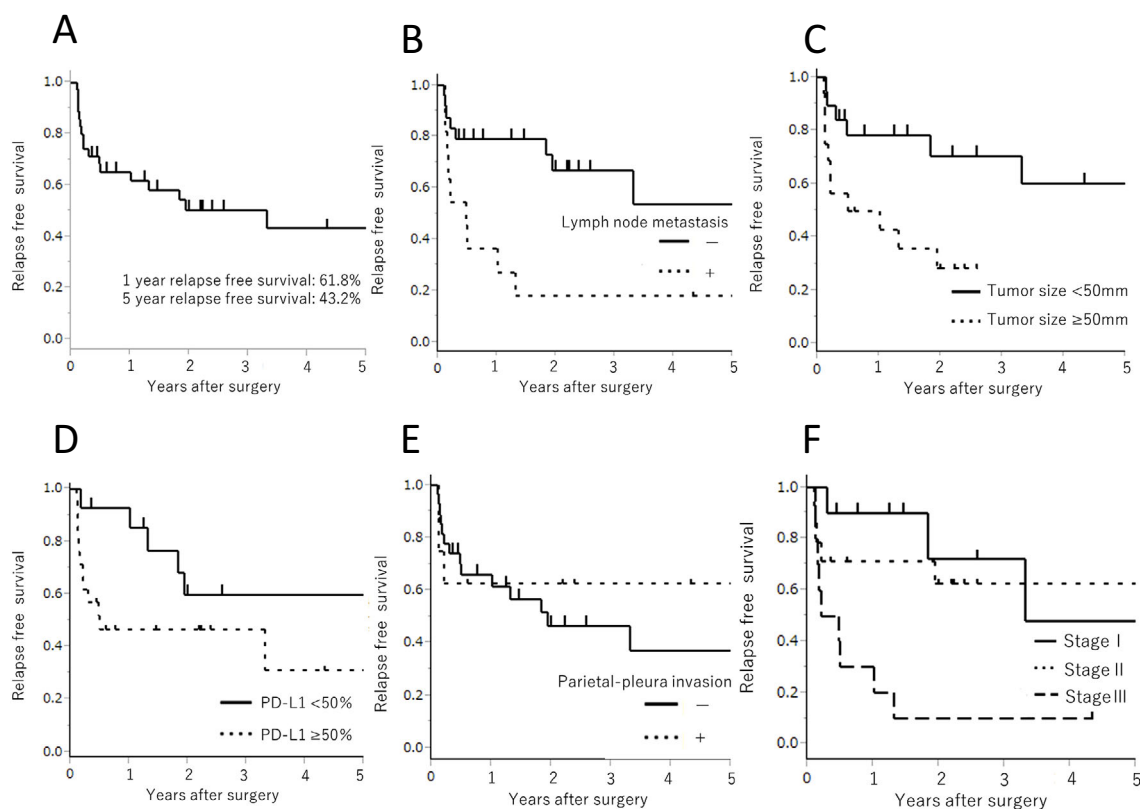 A
Relapse free survival
1.0
0.8
0.6
0.4
0.2
0.0
1 year relapse free survival: 61.8%
5 year relapse free survival: 43.2%
0 1 2 3 4 5
Years after surgery
B
Relapse free survival
1.0
0.8
0.6
0.4
0.2
0.0
Lymph node metastasis
−
+
0 1 2 3 4 5
Years after surgery
C
Relapse free survival
1.0
0.8
0.6
0.4
0.2
0.0
Tumor size <50mm
Tumor size ≥50mm
0 1 2 3 4 5
Years after surgery
D
Relapse free survival
1.0
0.8
0.6
0.4
0.2
0.0
PD-L1 <50%
PD-L1 ≥50%
0 1 2 3 4 5
Years after surgery
E
Relapse free survival
1.0
0.8
0.6
0.4
0.2
0.0
Parietal-pleura invasion
−
+
0 1 2 3 4 5
Years after surgery
F
Relapse free survival
1.0
0.8
0.6
0.4
0.2
0.0
Stage I
Stage II
Stage III
0 1 2 3 4 5
Years after surgery